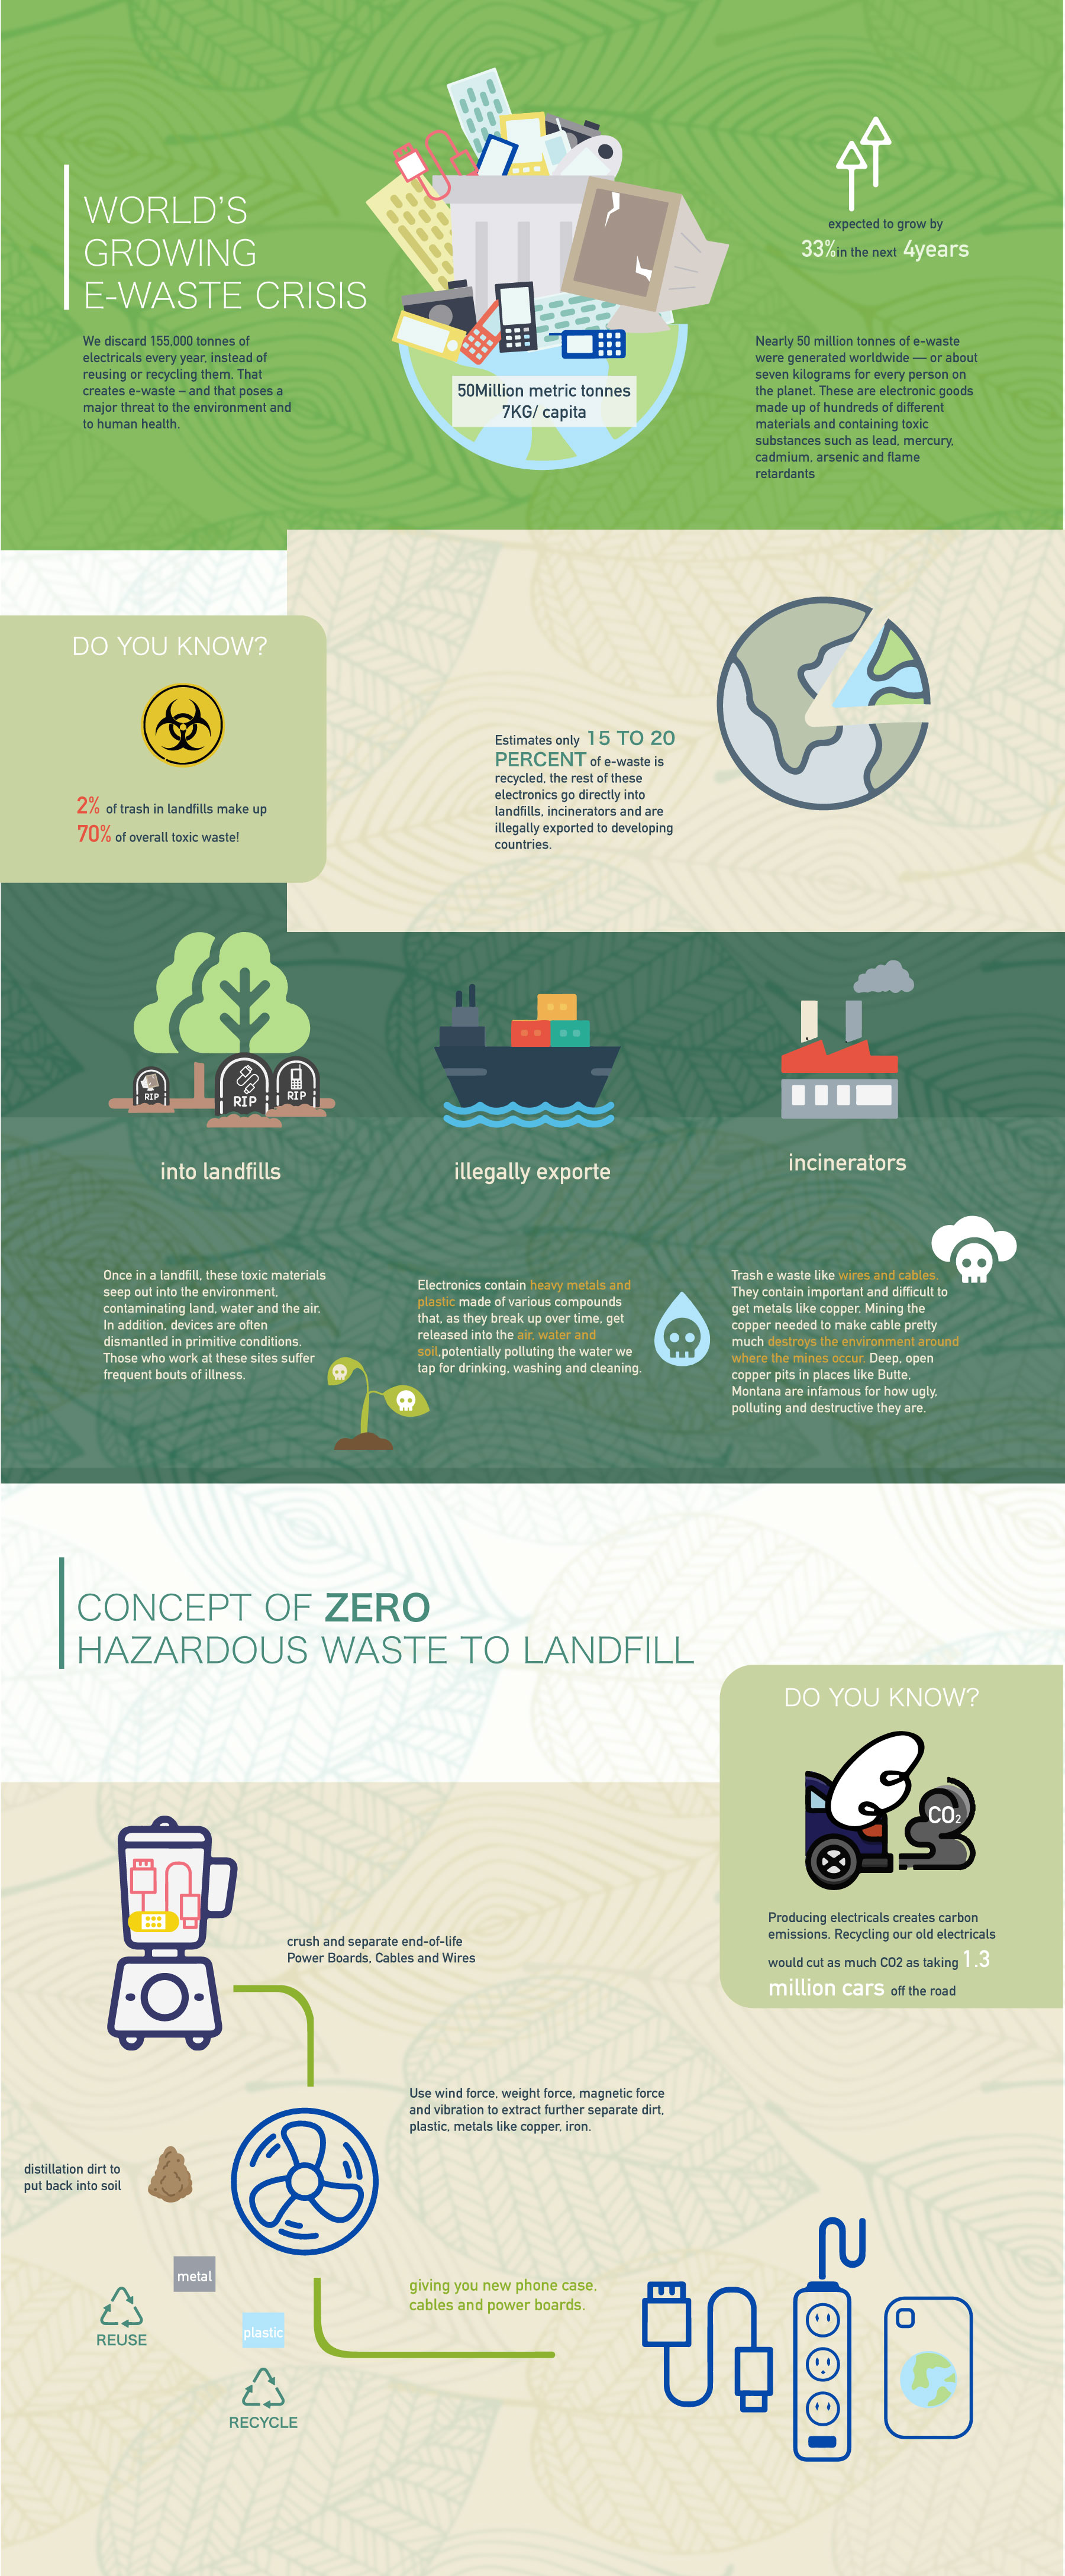 WORLD'S
GROWING
E-WASTE CRISIS
We discard 155,000 tonnes of
electricals every year, instead of
reusing or recycling them. That
creates e-waste – and that poses a
major threat to the environment and
to human health.
50Million metric tonnes
7KG/ capita
expected to grow by
33%in the next 4years
Nearly 50 million tonnes of e-waste
were generated worldwide — or about
seven kilograms for every person on
the planet. These are electronic goods
made up of hundreds of different
materials and containing toxic
substances such as lead, mercury,
cadmium, arsenic and flame
retardants
DO YOU KNOW?
2% of trash in landfills make up
70% of overall toxic waste!
Estimates only 15 TO 20
PERCENT of e-waste is
recycled, the rest of these
electronics go directly into
landfills, incinerators and are
illegally exported to developing
countries.
RIP
RIP
RIP
into landfills
illegally exporte
incinerators
Once in a landfill, these toxic materials
seep out into the environment,
contaminating land, water and the air.
In addition, devices are often
dismantled in primitive conditions.
Those who work at these sites suffer
frequent bouts of illness.
Electronics contain heavy metals and
plastic made of various compounds
that, as they break up over time, get
released into the air, water and
soil,potentially polluting the water we
tap for drinking, washing and cleaning.
Trash e waste like wires and cables.
They contain important and difficult to
get metals like copper. Mining the
copper needed to make cable pretty
much destroys the environment around
where the mines occur. Deep, open
copper pits in places like Butte,
Montana are infamous for how ugly,
polluting and destructive they are.
CONCEPT OF ZERO
HAZARDOUS WASTE TO LANDFILL
DO YOU KNOW?
CO2
Producing electricals creates carbon
emissions. Recycling our old electricals
would cut as much CO2 as taking 1.3
million cars off the road
crush and separate end-of-life
Power Boards, Cables and Wires
Use wind force, weight force, magnetic force
and vibration to extract further separate dirt,
plastic, metals like copper, iron.
distillation dirt to
put back into soil
metal
REUSE
plastic
RECYCLE
giving you new phone case,
cables and power boards.